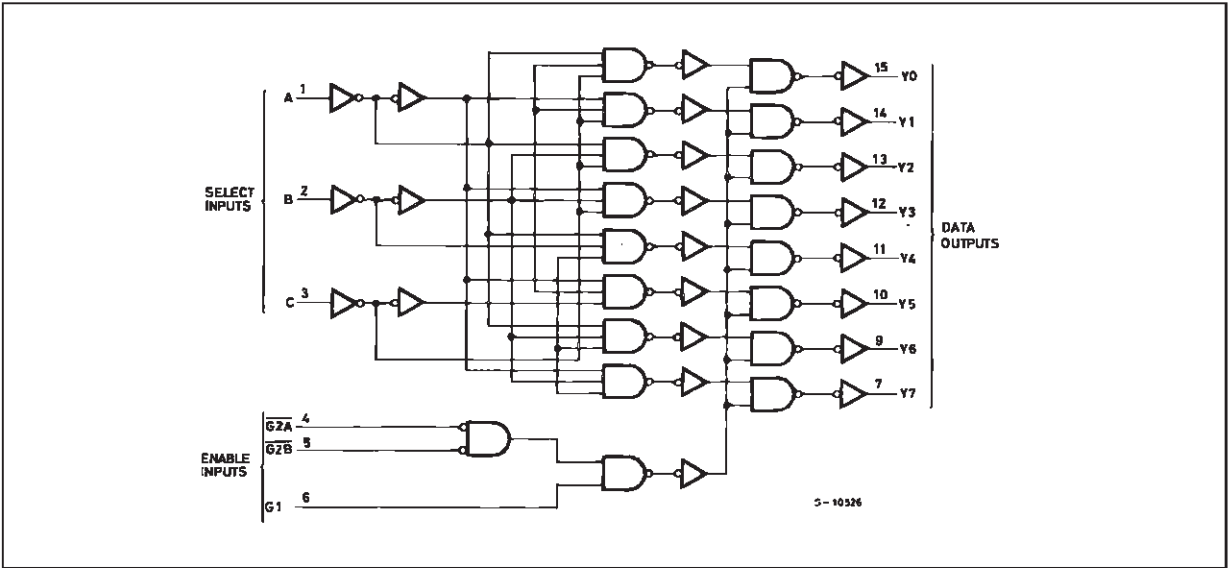 SELECT
INPUTS
A 1
B 2
C 3
ENABLE
INPUTS
G2A 4
G2B 5
G1 6
15 Y0
14 Y1
13 Y2
12 Y3
11 Y4
10 Y5
9 Y6
7 Y7
DATA
OUTPUTS
S-10526